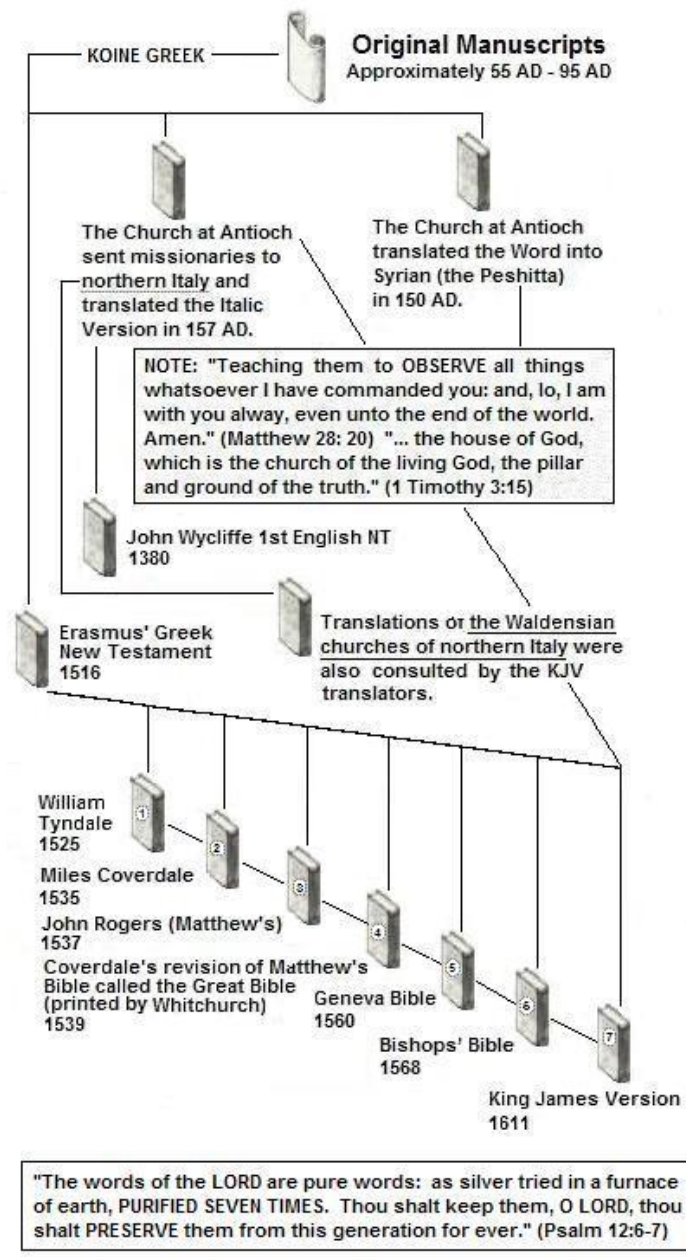 KOINE GREEK
Original Manuscripts
Approximately 55 AD - 95 AD
The Church at Antioch
sent missionaries to
northern Italy and
translated the Italic
Version in 157 AD.
The Church at Antioch
translated the Word into
Syrian (the Peshitta)
in 150 AD.
NOTE: "Teaching them to OBSERVE all things
whatsoever I have commanded you: and, lo, I am
with you alway, even unto the end of the world.
Amen." (Matthew 28: 20) "... the house of God,
which is the church of the living God, the pillar
and ground of the truth." (1 Timothy 3:15)
John Wycliffe 1st English NT
1380
Translations of the Waldensian
churches of northern Italy were
also consulted by the KJV
translators.
Erasmus' Greek
New Testament
1516
William
Tyndale
1525
1
Miles Coverdale
1535
2
John Rogers (Matthew's)
1537
3
Coverdale's revision of Matthew's
Bible called the Great Bible
(printed by Whitchurch)
1539
4
Geneva Bible
1560
5
Bishops' Bible
1568
6
King James Version
1611
7
"The words of the LORD are pure words: as silver tried in a furnace
of earth, PURIFIED SEVEN TIMES. Thou shalt keep them, O LORD, thou
shalt PRESERVE them from this generation for ever." (Psalm 12:6-7)